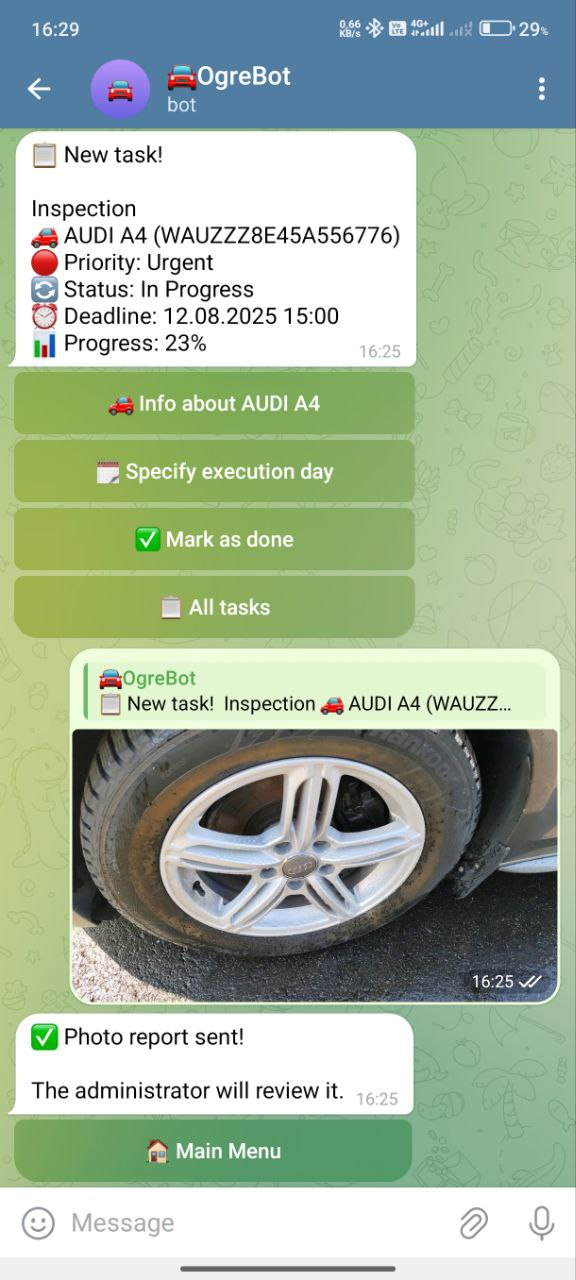 16:29
0,66 KB/s
Vo LTE
4G+
29%
🚘OgreBot
bot
📋 New task!
Inspection
🚗 AUDI A4 (WAUZZZ8E45A556776)
🔴 Priority: Urgent
🔄 Status: In Progress
⏰ Deadline: 12.08.2025 15:00
📊 Progress: 23%
16:25
🚗 Info about AUDI A4
🗓 Specify execution day
✅ Mark as done
📋 All tasks
🚘OgreBot
📋 New task! Inspection 🚗 AUDI A4 (WAUZZ...
Hankook
16:25
✅ Photo report sent!
The administrator will review it.
16:25
🏠 Main Menu
Message